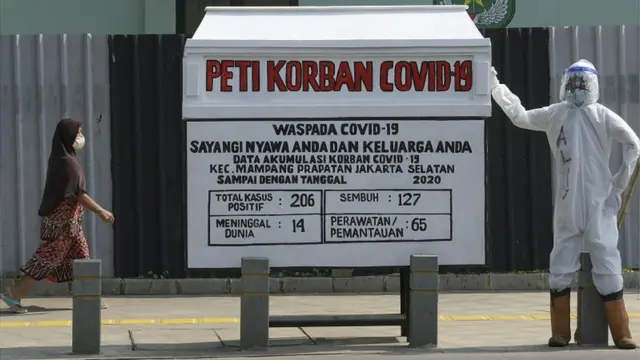 PETI KORBAN COVID-19
WASPADA COVID-19
SAYANGI NYAWA ANDA DAN KELUARGA ANDA
DATA AKUMULASI KORBAN COVID-19
KEC. MAMPANG PRAPATAN JAKARTA SELATAN
SAMPAI DENGAN TANGGAL 2020
TOTAL KASUS POSITIF : 206 SEMBUH : 127
MENINGGAL DUNIA : 14 PERAWATAN/ PEMANTAUAN : 65